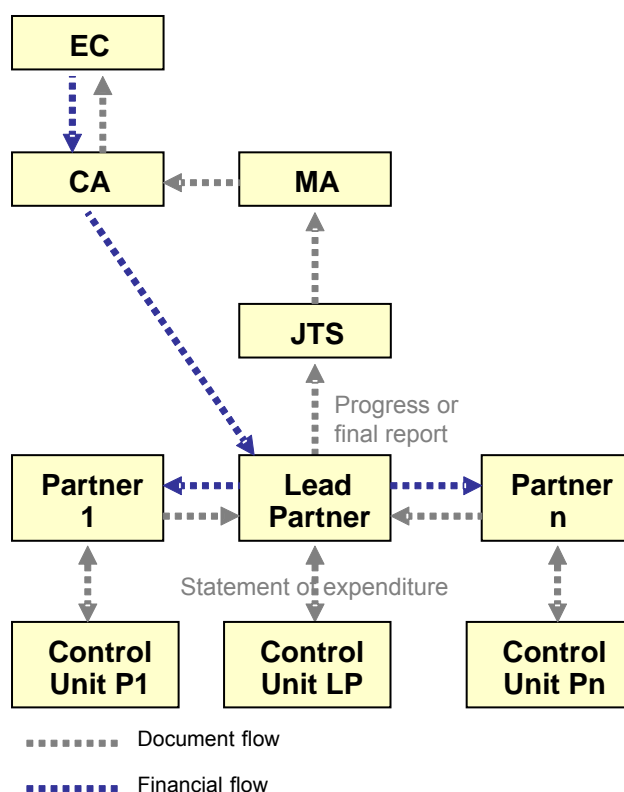 EC
CA
MA
JTS
Progress or
final report
Partner
1
Lead
Partner
Partner
n
Statement of expenditure
Control
Unit P1
Control
Unit LP
Control
Unit Pn
Document flow
Financial flow